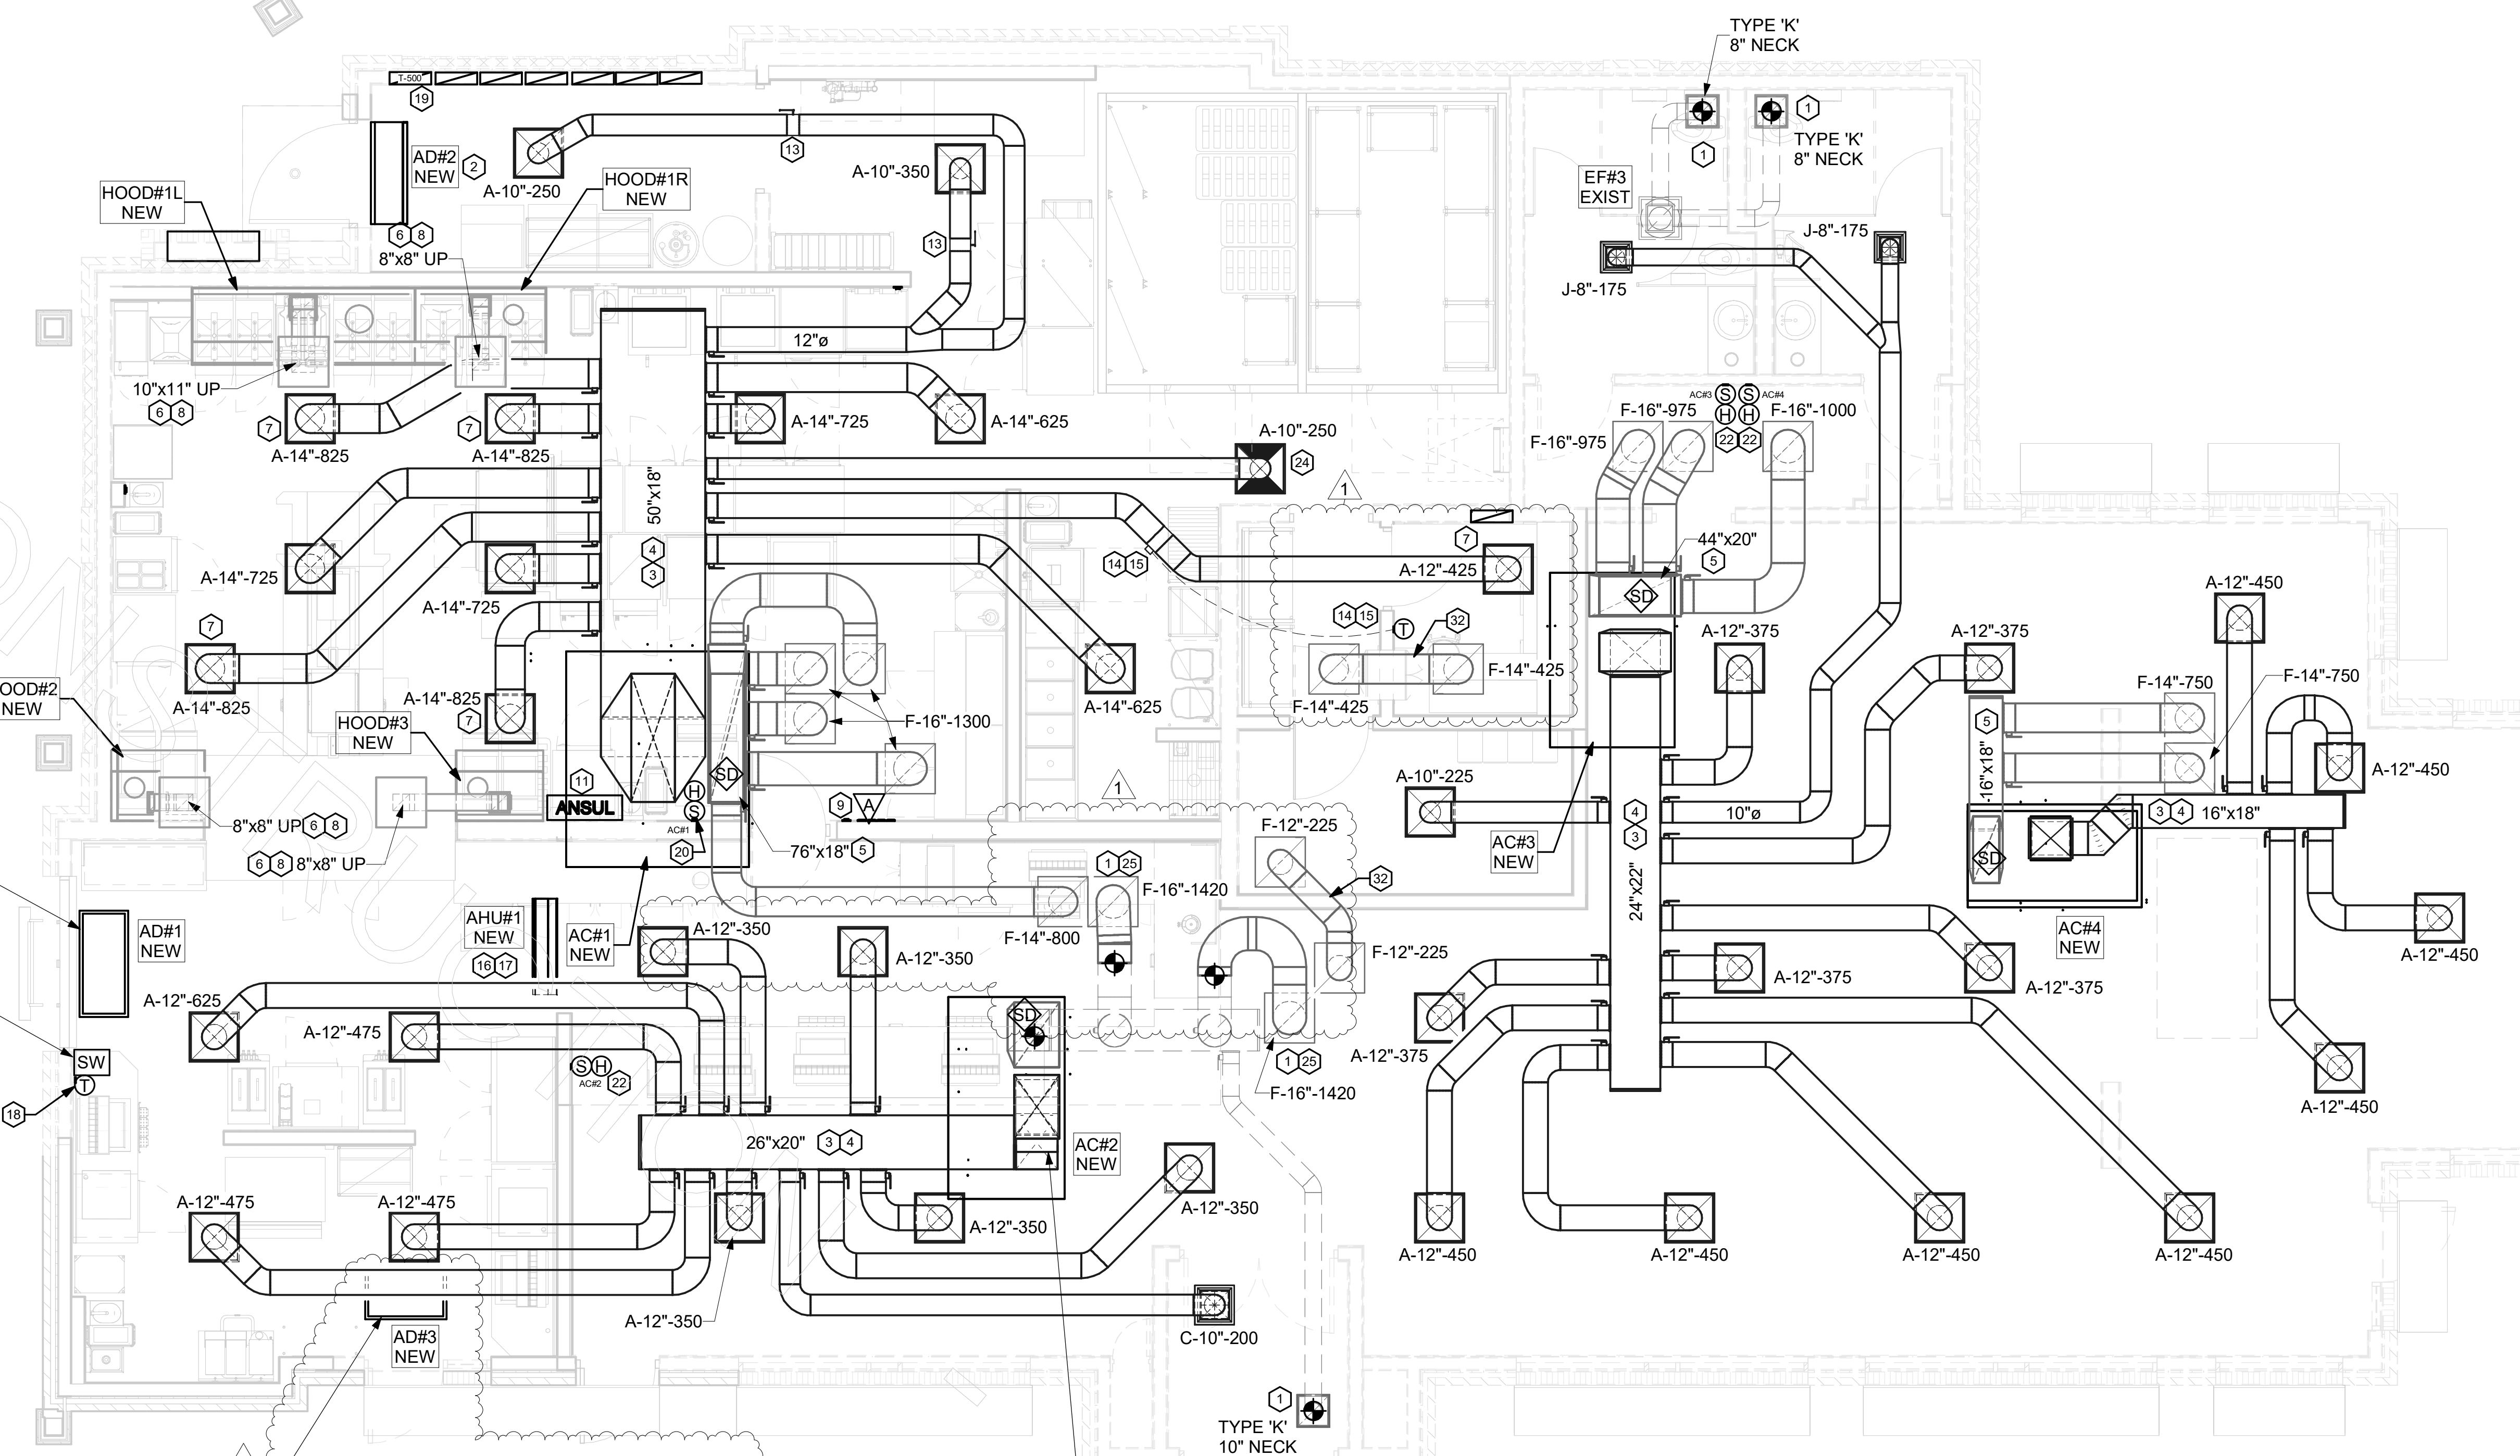 TYPE 'K'
8" NECK
T-500
19
1
TYPE 'K'
8" NECK
1
13
AD#2
NEW
2
A-10"-250
A-10"-350
HOOD#1L
NEW
HOOD#1R
NEW
EF#3
EXIST
6 8
8"x8" UP
13
J-8"-175
J-8"-175
12"ø
10"x11" UP
6 8
7
7
A-14"-825
A-14"-825
A-14"-725
A-14"-625
AC#3 S S AC#4
H H
22 22
F-16"-975
F-16"-1000
F-16"-975
A-10"-250
24
50"x18"
4
3
1
7
44"x20"
5
SD
14 15
A-12"-425
A-14"-725
A-14"-725
A-12"-450
7
A-14"-825
14 15
T
32
A-12"-375
A-12"-375
F-14"-425
F-14"-425
OOD#2
NEW
HOOD#3
NEW
A-14"-825
7
A-14"-625
F-16"-1300
F-14"-750
F-14"-750
5
16"x18"
A-12"-450
11
ANSUL
SD
H
S
AC#1
20
9
A
1
A-10"-225
10"ø
4
3
24"x22"
3 4
16"x18"
8"x8" UP
6 8
6 8
8"x8" UP
76"x18"
5
F-12"-225
AC#3
NEW
SD
1 25
F-16"-1420
32
AD#1
NEW
AHU#1
NEW
16 17
AC#1
NEW
A-12"-350
F-14"-800
A-12"-350
F-12"-225
AC#4
NEW
A-12"-450
A-12"-375
A-12"-375
A-12"-625
A-12"-475
SD
A-12"-375
1 25
F-16"-1420
S H
AC#2
22
SW
T
18
A-12"-450
26"x20"
3 4
AC#2
NEW
A-12"-475
A-12"-475
A-12"-350
A-12"-350
A-12"-450
A-12"-450
A-12"-450
A-12"-450
A-12"-350
C-10"-200
AD#3
NEW
1
TYPE 'K'
10" NECK